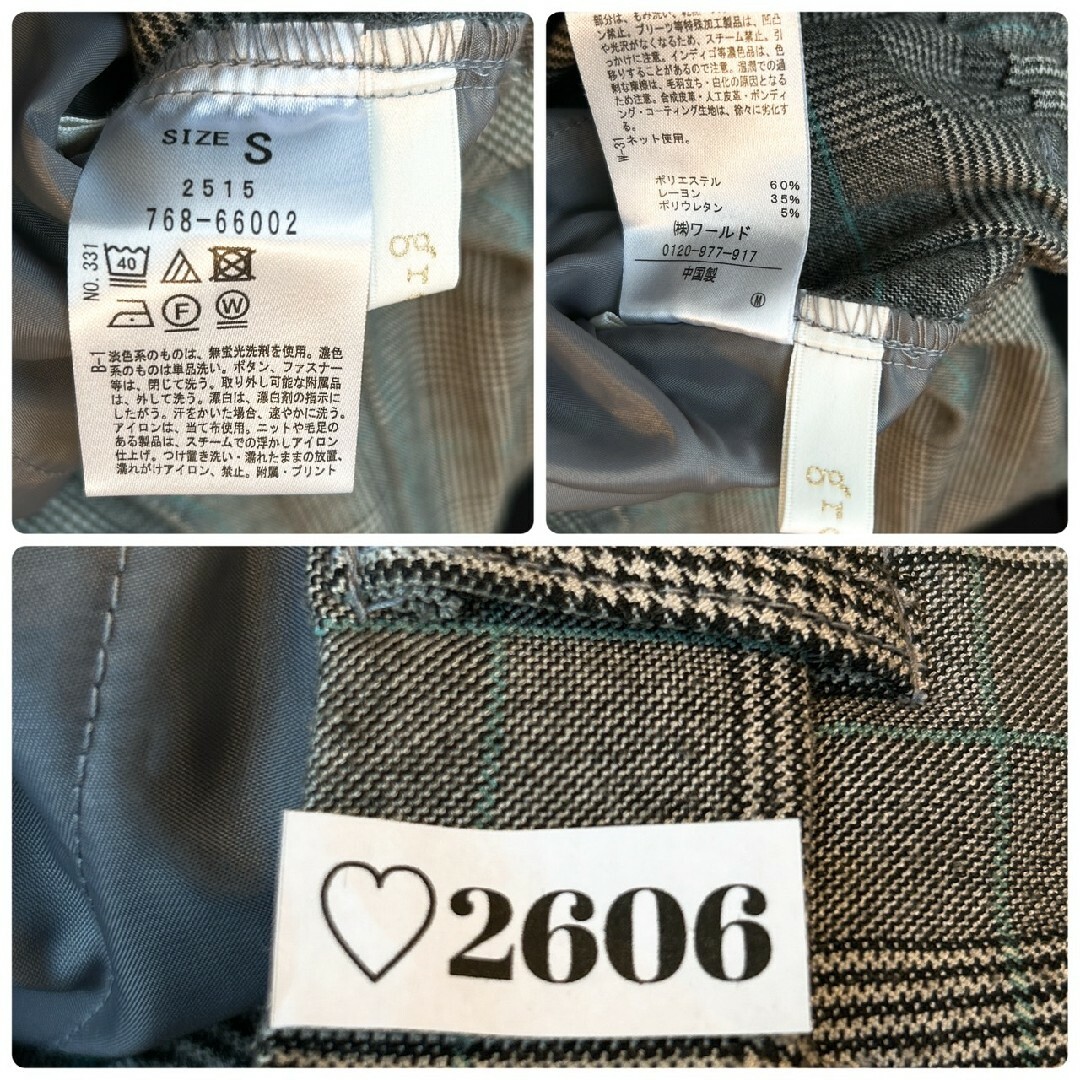 SIZE S
2515
768-66002
NO.331
40
F
W
B-1
淡色系のものは、無蛍光洗剤を使用。濃色
系のものは単品洗い。ボタン、ファスナー
等は、閉じて洗う。取り外し可能な附属品
は、外して洗う。漂白は、漂白剤の指示に
したがう。汗をかいた場合、速やかに洗う。
アイロンは、当て布使用。ニットや毛足の
ある製品は、スチームでの浮かしアイロン
仕上げ。つけ置き洗い・濡れたままの放置、
濡れがけアイロン、禁止。附属・プリント
gr
部分は、もみ洗い、
ン禁止。プリーツ等特殊加工製品は、凹凸
や光沢がなくなるため、スチーム禁止。引
っかけに注意。インディゴ等濃色品は、色
移りすることがあるので注意。湿潤での過
剰な摩擦は、毛羽立ち・白化の原因となる
ため注意。合成皮革・人工皮革・ボンディ
ング・コーティング生地は、徐々に劣化す
る。
W-31
ネット使用。
ポリエステル 60%
レーヨン 35%
ポリウレタン 5%
㈱ワールド
0120-977-917
中国製
Ⓜ
gr
♡2606